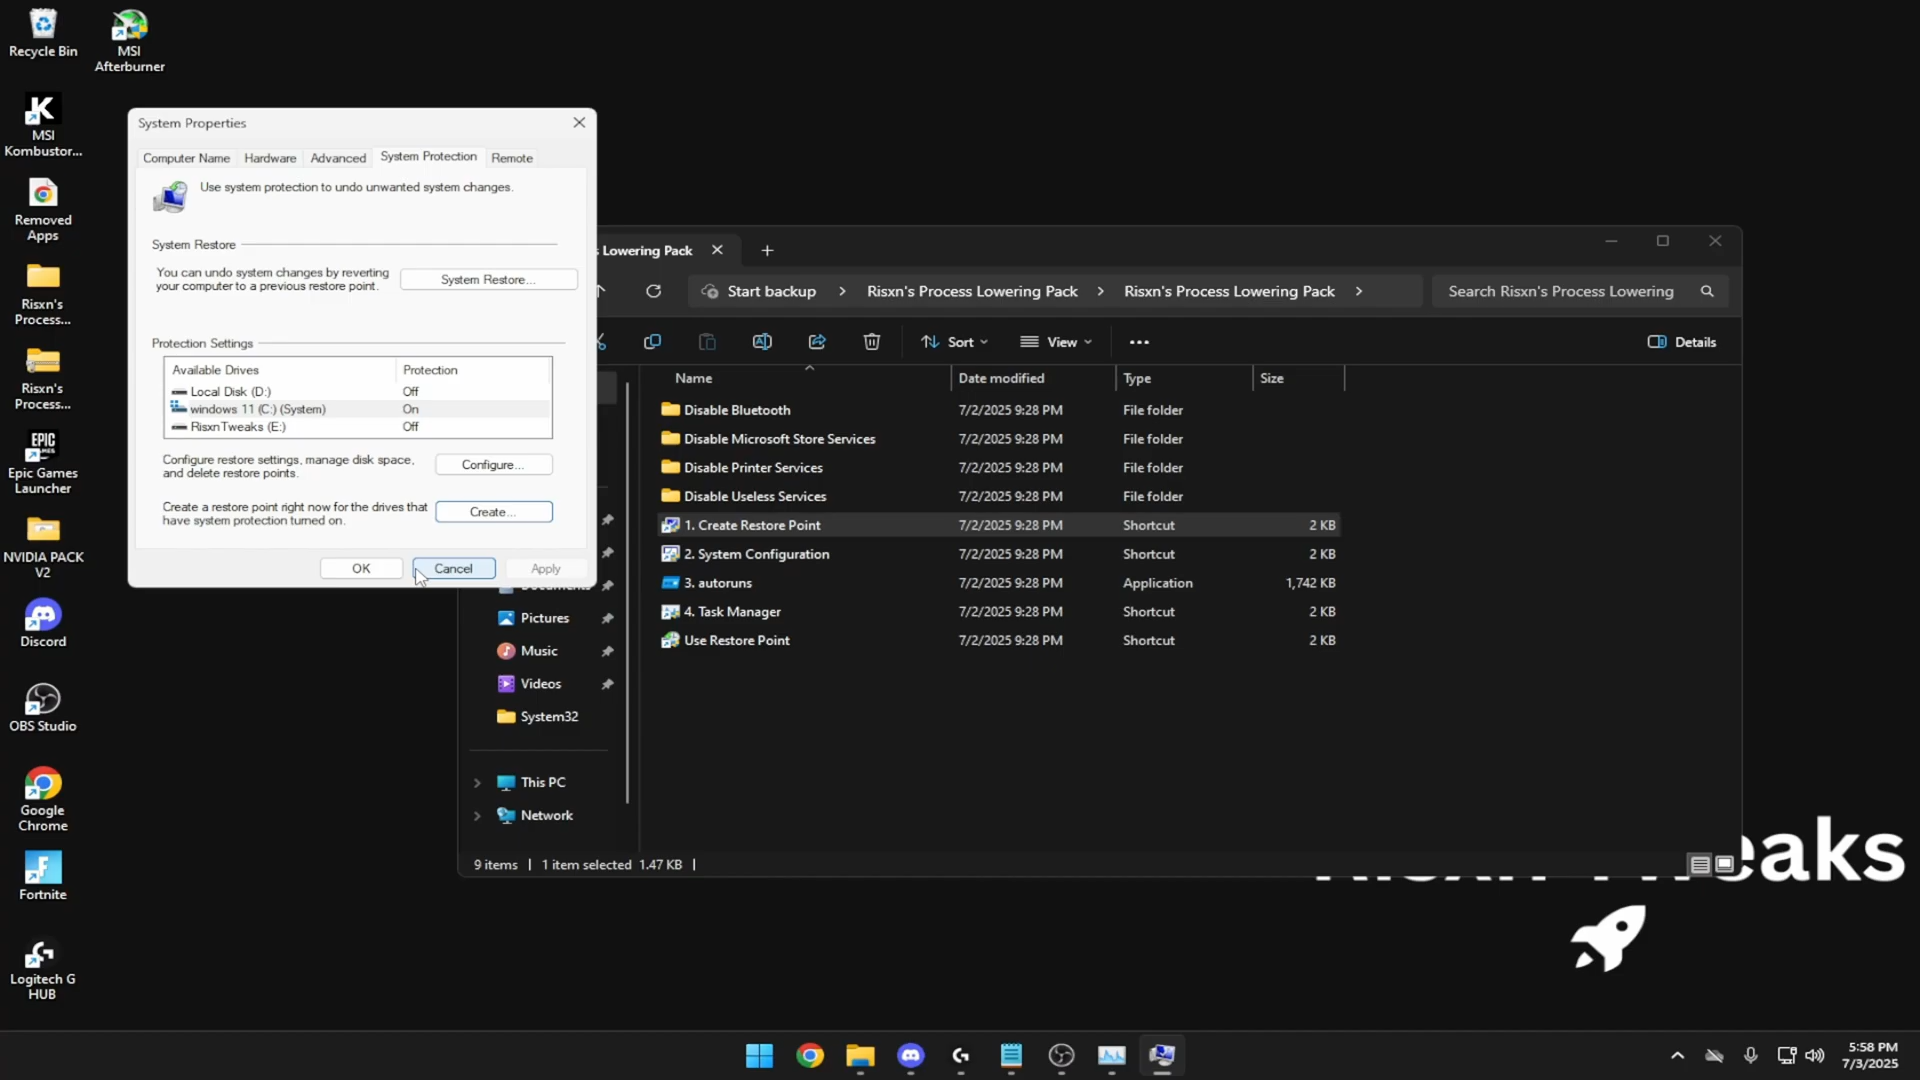 Recycle Bin
MSI
Afterburner
MSI
Kombustor...
Removed
Apps
Risxn's
Process...
Risxn's
Process...
Epic Games
Launcher
NVIDIA PACK
V2
Discord
OBS Studio
Google
Chrome
Fortnite
Logitech G
HUB
System Properties
Computer Name
Hardware
Advanced
System Protection
Remote
Use system protection to undo unwanted system changes.
System Restore
You can undo system changes by reverting
your computer to a previous restore point.
System Restore...
Protection Settings
Available Drives
Protection
Local Disk (D:)
Off
windows 11 (C:) (System)
On
RisxnTweaks (E:)
Off
Configure restore settings, manage disk space,
and delete restore points.
Configure...
Create a restore point right now for the drives that
have system protection turned on.
Create...
OK
Cancel
Apply
s Lowering Pack
Start backup
Risxn's Process Lowering Pack
Risxn's Process Lowering Pack
Search Risxn's Process Lowering
Sort
View
Details
Name
Date modified
Type
Size
Disable Bluetooth
7/2/2025 9:28 PM
File folder
Disable Microsoft Store Services
7/2/2025 9:28 PM
File folder
Disable Printer Services
7/2/2025 9:28 PM
File folder
Disable Useless Services
7/2/2025 9:28 PM
File folder
1. Create Restore Point
7/2/2025 9:28 PM
Shortcut
2 KB
2. System Configuration
7/2/2025 9:28 PM
Shortcut
2 KB
3. autoruns
7/2/2025 9:28 PM
Application
1,742 KB
4. Task Manager
7/2/2025 9:28 PM
Shortcut
2 KB
Use Restore Point
7/2/2025 9:28 PM
Shortcut
2 KB
Documents
Pictures
Music
Videos
System32
This PC
Network
9 items
1 item selected 1.47 KB
eaks
5:58 PM
7/3/2025